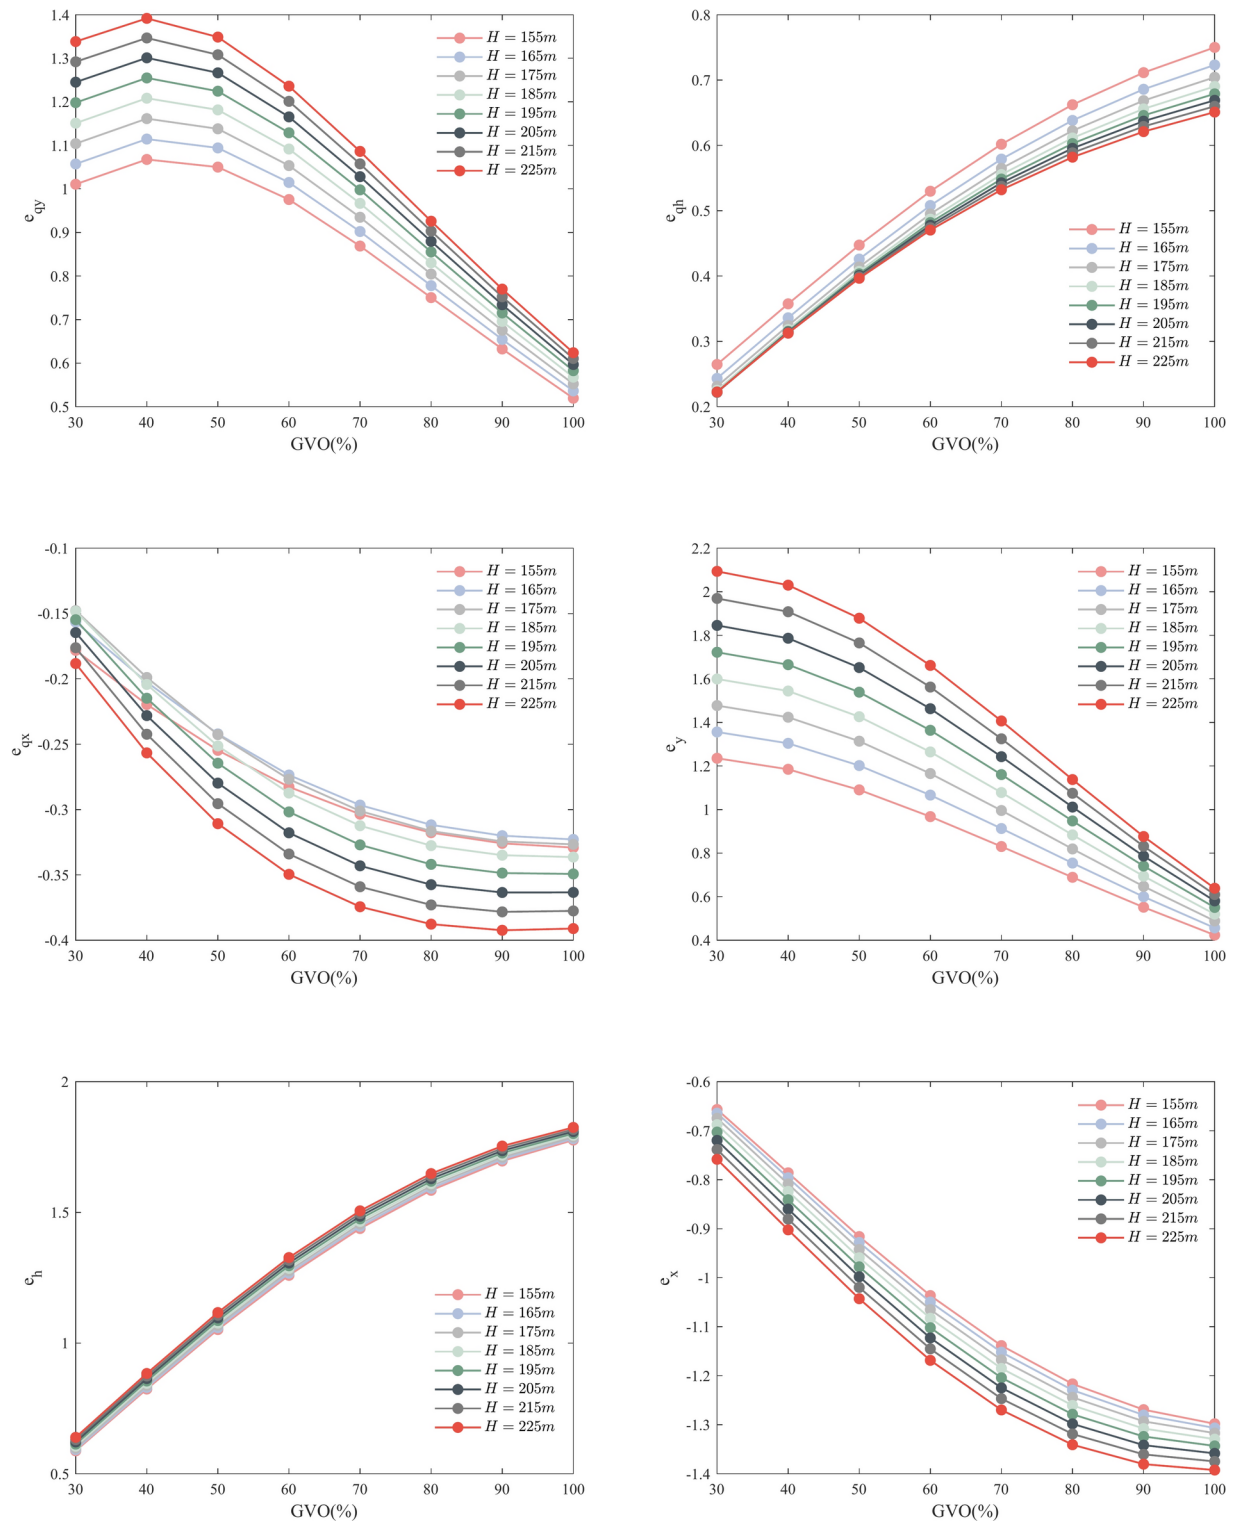 1.4
1.3
1.2
1.1
1
0.9
0.8
0.7
0.6
0.5
e_qy
30 40 50 60 70 80 90 100
GVO(%)
H = 155m
H = 165m
H = 175m
H = 185m
H = 195m
H = 205m
H = 215m
H = 225m
0.8
0.7
0.6
0.5
0.4
0.3
0.2
e_qh
30 40 50 60 70 80 90 100
GVO(%)
H = 155m
H = 165m
H = 175m
H = 185m
H = 195m
H = 205m
H = 215m
H = 225m
-0.1
-0.15
-0.2
-0.25
-0.3
-0.35
-0.4
e_qx
30 40 50 60 70 80 90 100
GVO(%)
H = 155m
H = 165m
H = 175m
H = 185m
H = 195m
H = 205m
H = 215m
H = 225m
2.2
2
1.8
1.6
1.4
1.2
1
0.8
0.6
0.4
e_y
30 40 50 60 70 80 90 100
GVO(%)
H = 155m
H = 165m
H = 175m
H = 185m
H = 195m
H = 205m
H = 215m
H = 225m
2
1.5
1
0.5
e_h
30 40 50 60 70 80 90 100
GVO(%)
H = 155m
H = 165m
H = 175m
H = 185m
H = 195m
H = 205m
H = 215m
H = 225m
-0.6
-0.7
-0.8
-0.9
-1
-1.1
-1.2
-1.3
-1.4
e_x
30 40 50 60 70 80 90 100
GVO(%)
H = 155m
H = 165m
H = 175m
H = 185m
H = 195m
H = 205m
H = 215m
H = 225m